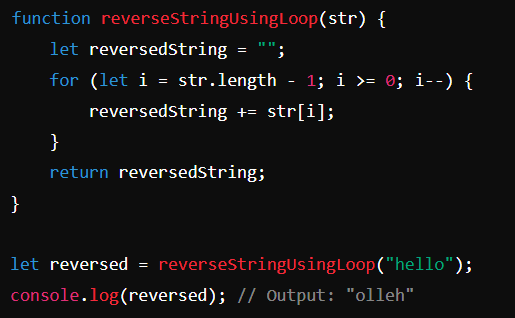 function reverseStringUsingLoop(str) {
    let reversedString = "";
    for (let i = str.length - 1; i >= 0; i--) {
        reversedString += str[i];
    }
    return reversedString;
}

let reversed = reverseStringUsingLoop("hello");
console.log(reversed); // Output: "olleh"